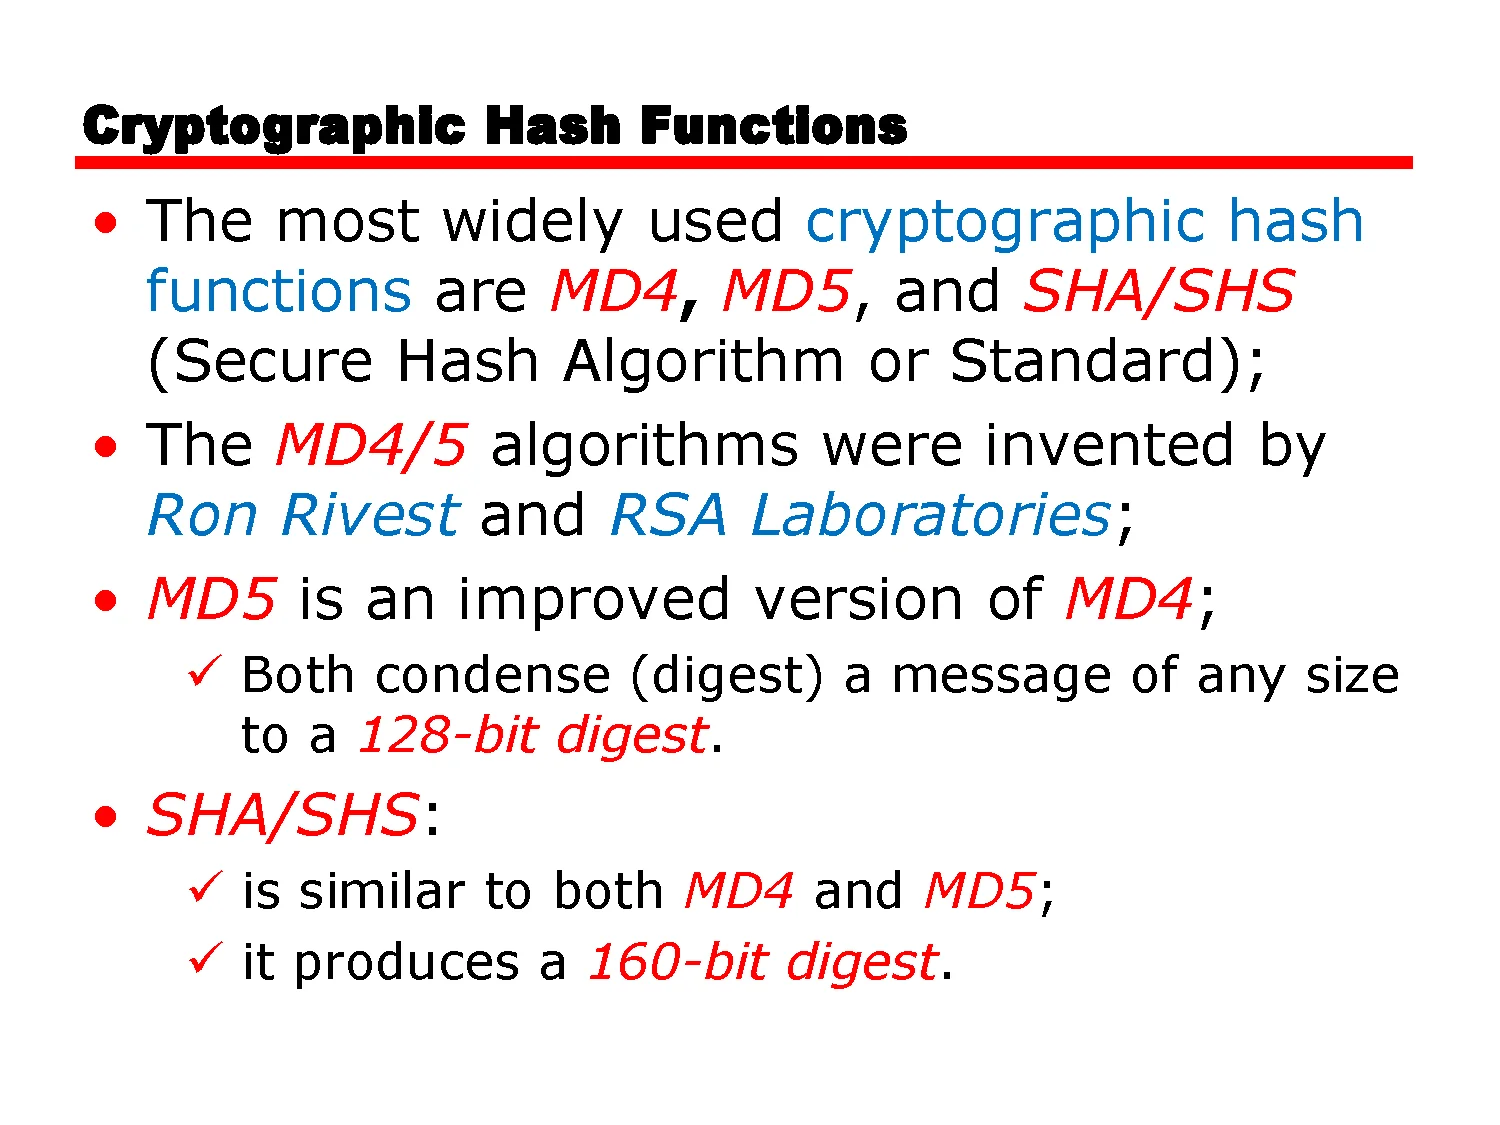 Cryptographic Hash Functions
• The most widely used cryptographic hash
functions are MD4, MD5, and SHA/SHS
(Secure Hash Algorithm or Standard);
• The MD4/5 algorithms were invented by
Ron Rivest and RSA Laboratories;
• MD5 is an improved version of MD4;
✓ Both condense (digest) a message of any size
to a 128-bit digest.
• SHA/SHS:
✓ is similar to both MD4 and MD5;
✓ it produces a 160-bit digest.